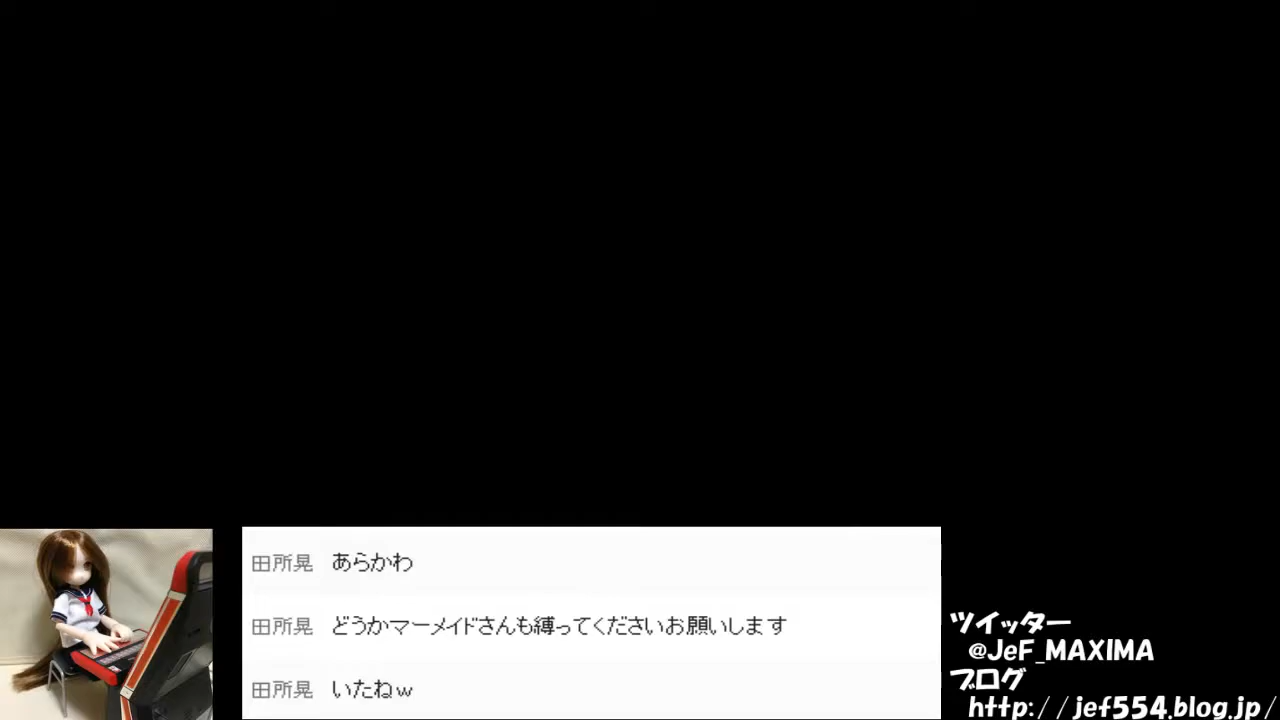 田所晃 あらかわ
田所晃 どうかマーメイドさんも縛ってくださいお願いします
田所晃 いたねw
ツイッター
@JeF_MAXIMA
ブログ
http://jef554.blog.jp/